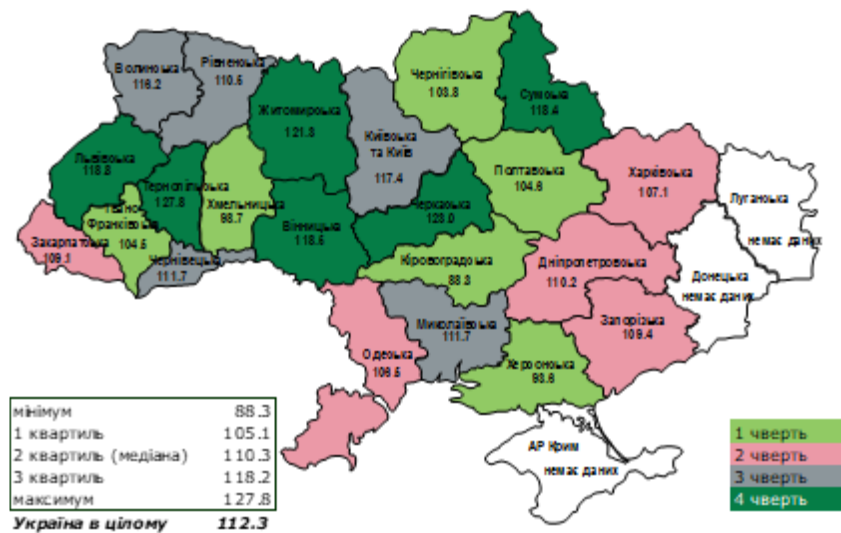 Волинська
116.2
Рівненська
110.5
Житомирська
121.3
Київська
та Київ
117.4
Чернігівська
103.8
Сумська
118.4
Львівська
118.8
Тернопільська
127.8
Хмельницька
98.7
Івано-
Франківська
104.5
Закарпатська
109.1
Чернівецька
111.7
Вінницька
118.5
Черкаська
Полтавська
104.6
Харківська
107.1
Луганська
немає даних
Донецька
немає даних
Кіровоградська
88.3
Дніпропетровська
110.2
Запорізька
109.4
Миколаївська
111.7
Одеська
106.5
Херсонська
93.6
АР Крим
немає даних
мінімум 88.3
1 квартиль 105.1
2 квартиль (медіана) 110.3
3 квартиль 118.2
максимум 127.8
Україна в цілому 112.3
1 чверть
2 чверть
3 чверть
4 чверть